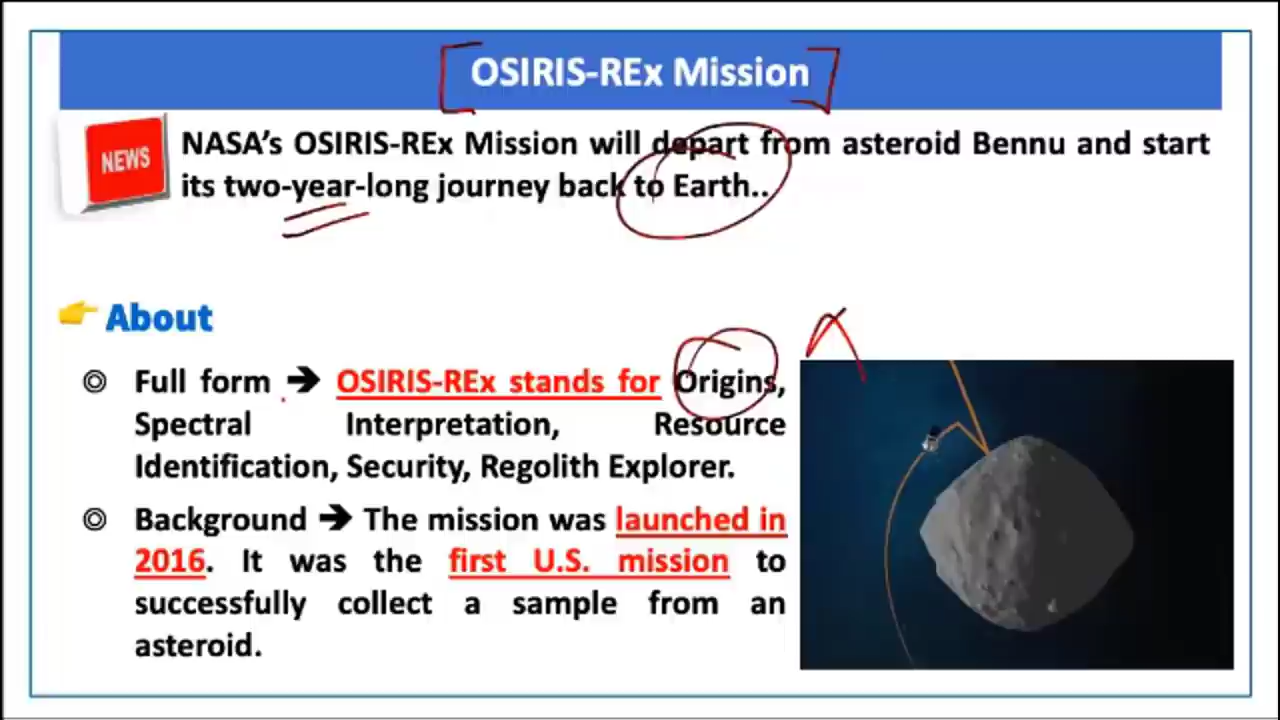 OSIRIS-REx Mission
NEWS
NASA's OSIRIS-REx Mission will depart from asteroid Bennu and start
its two-year-long journey back to Earth..
About
Full form ➔ OSIRIS-REx stands for Origins,
Spectral Interpretation, Resource
Identification, Security, Regolith Explorer.
Background ➔ The mission was launched in
2016. It was the first U.S. mission to
successfully collect a sample from an
asteroid.